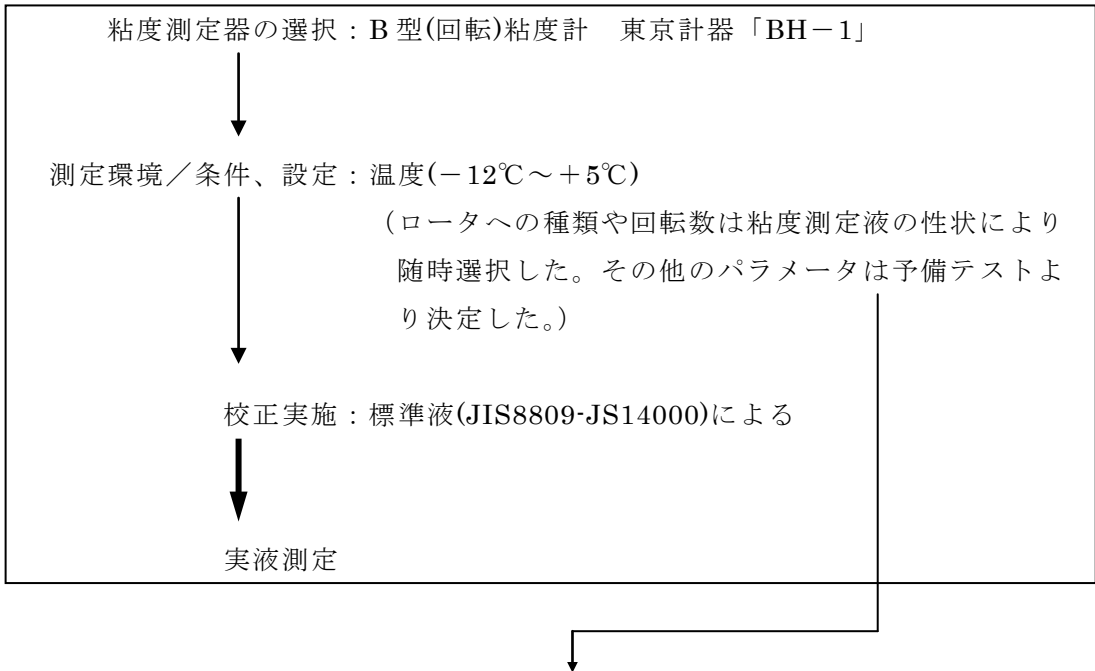 粘度測定器の選択：B 型(回転)粘度計　東京計器「BH－1」
測定環境／条件、設定：温度(－12℃～＋5℃)
（ロータへの種類や回転数は粘度測定液の性状により
随時選択した。その他のパラメータは予備テストよ
り決定した。）
校正実施：標準液(JIS8809-JS14000)による
実液測定